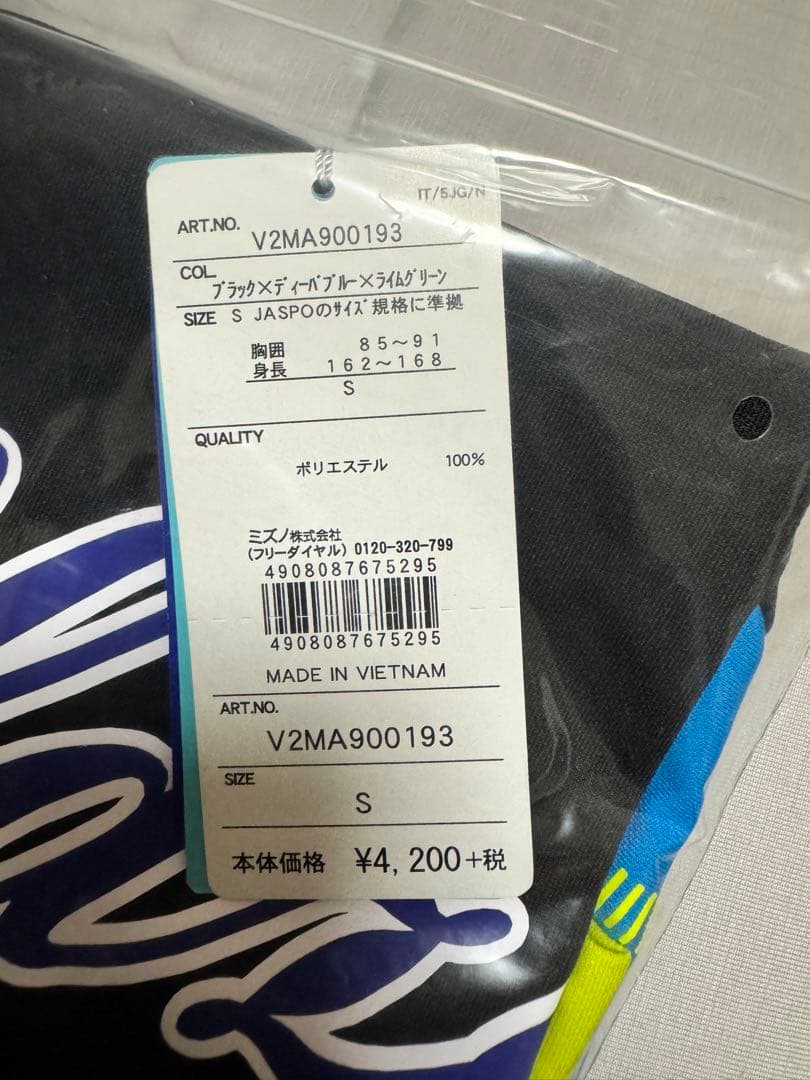 IT/5JG/N
ART.NO. V2MA900193
COL. ブラック×ディープブルー×ライムグリーン
SIZE S JASPOのサイズ規格に準拠
胸囲 85~91
身長 162~168
S
QUALITY
ポリエステル 100%
ミズノ株式会社
(フリーダイヤル) 0120-320-799
4908087675295
4908087675295
MADE IN VIETNAM
ART.NO.
V2MA900193
SIZE
S
本体価格 ¥4,200+税